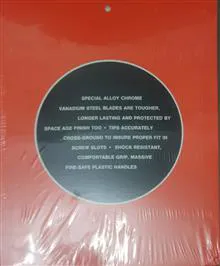 SPECIAL ALLOY CHROME
VANADIUM STEEL BLADES ARE TOUGHER,
LONGER LASTING AND PROTECTED BY
SPACE AGE FINISH TOO • TIPS ACCURATELY
CROSS-GROUND TO INSURE PROPER FIT IN
SCREW SLOTS • SHOCK RESISTANT,
COMFORTABLE GRIP, MASSIVE
FIRE-SAFE PLASTIC HANDLES